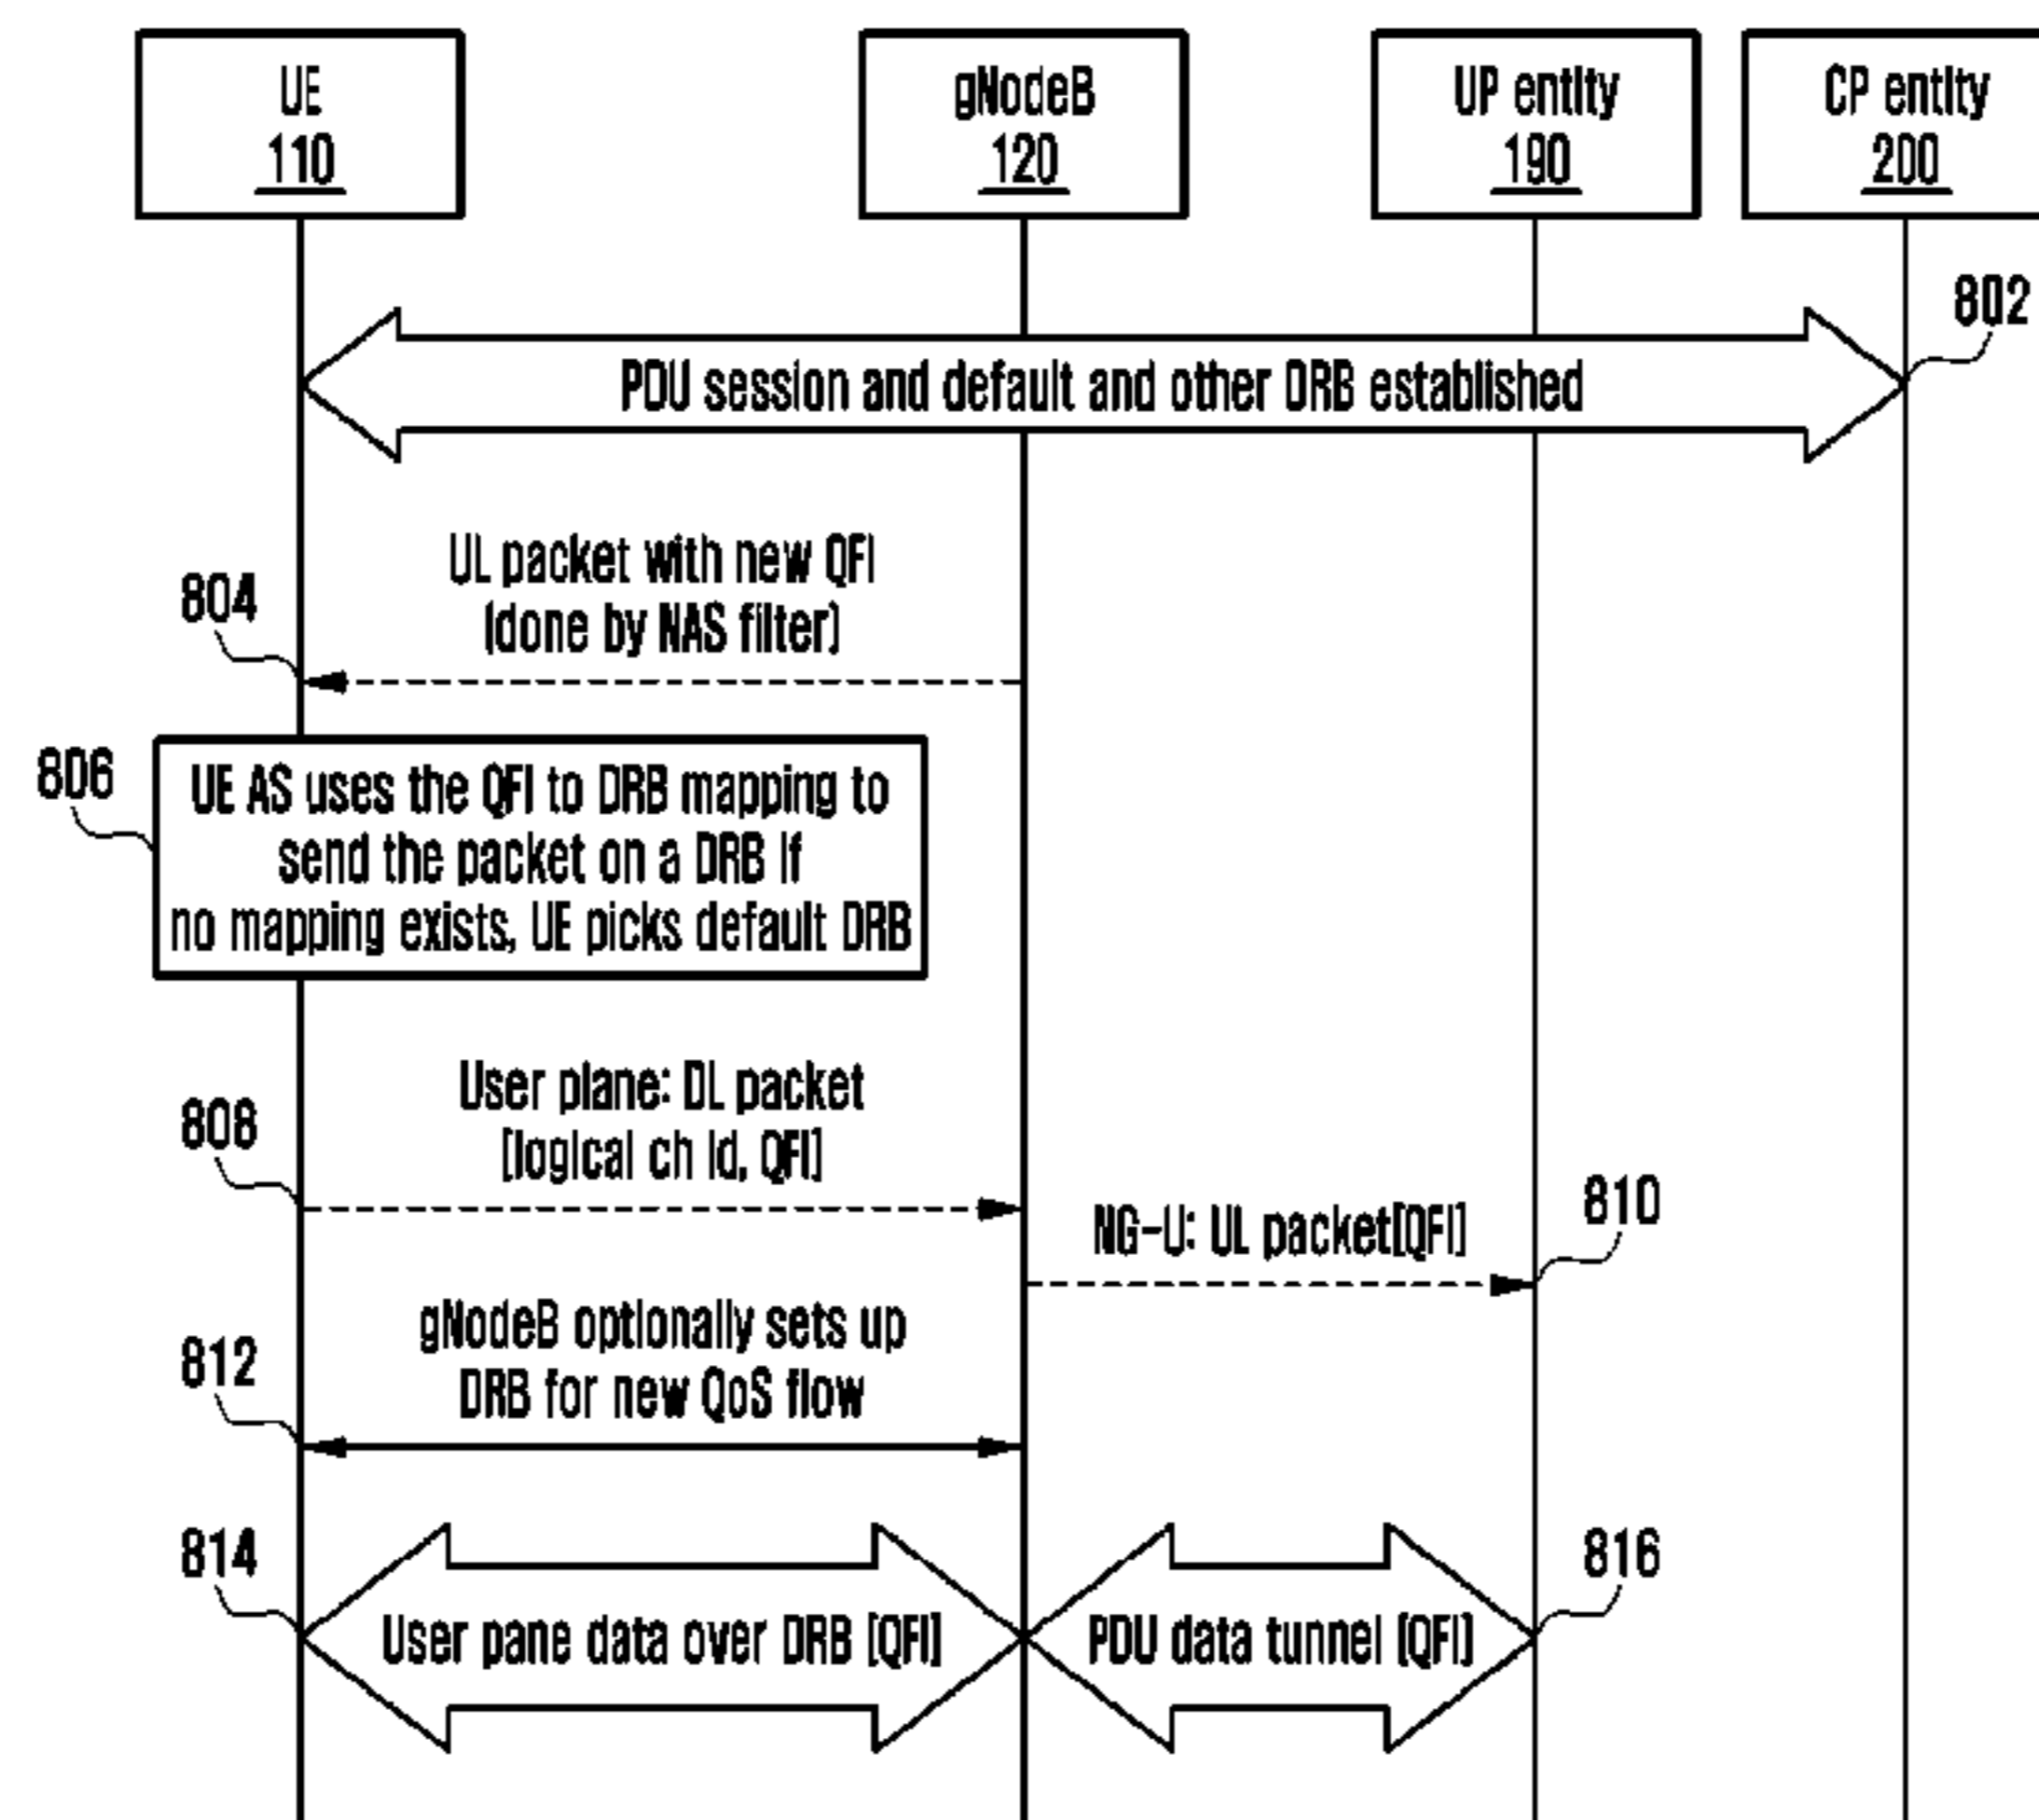 UE
110
gNodeB
120
UP entity
190
CP entity
200
802
PDU session and default and other DRB established
UL packet with new QFI
(done by NAS filter)
804
806
UE AS uses the QFI to DRB mapping to
send the packet on a DRB If
no mapping exists, UE picks default DRB
User plane: DL packet
[logical ch Id, QFI]
808
NG-U: UL packet[QFI]
810
gNodeB optionally sets up
DRB for new QoS flow
812
814
User pane data over DRB [QFI]
PDU data tunnel (QFI)
816